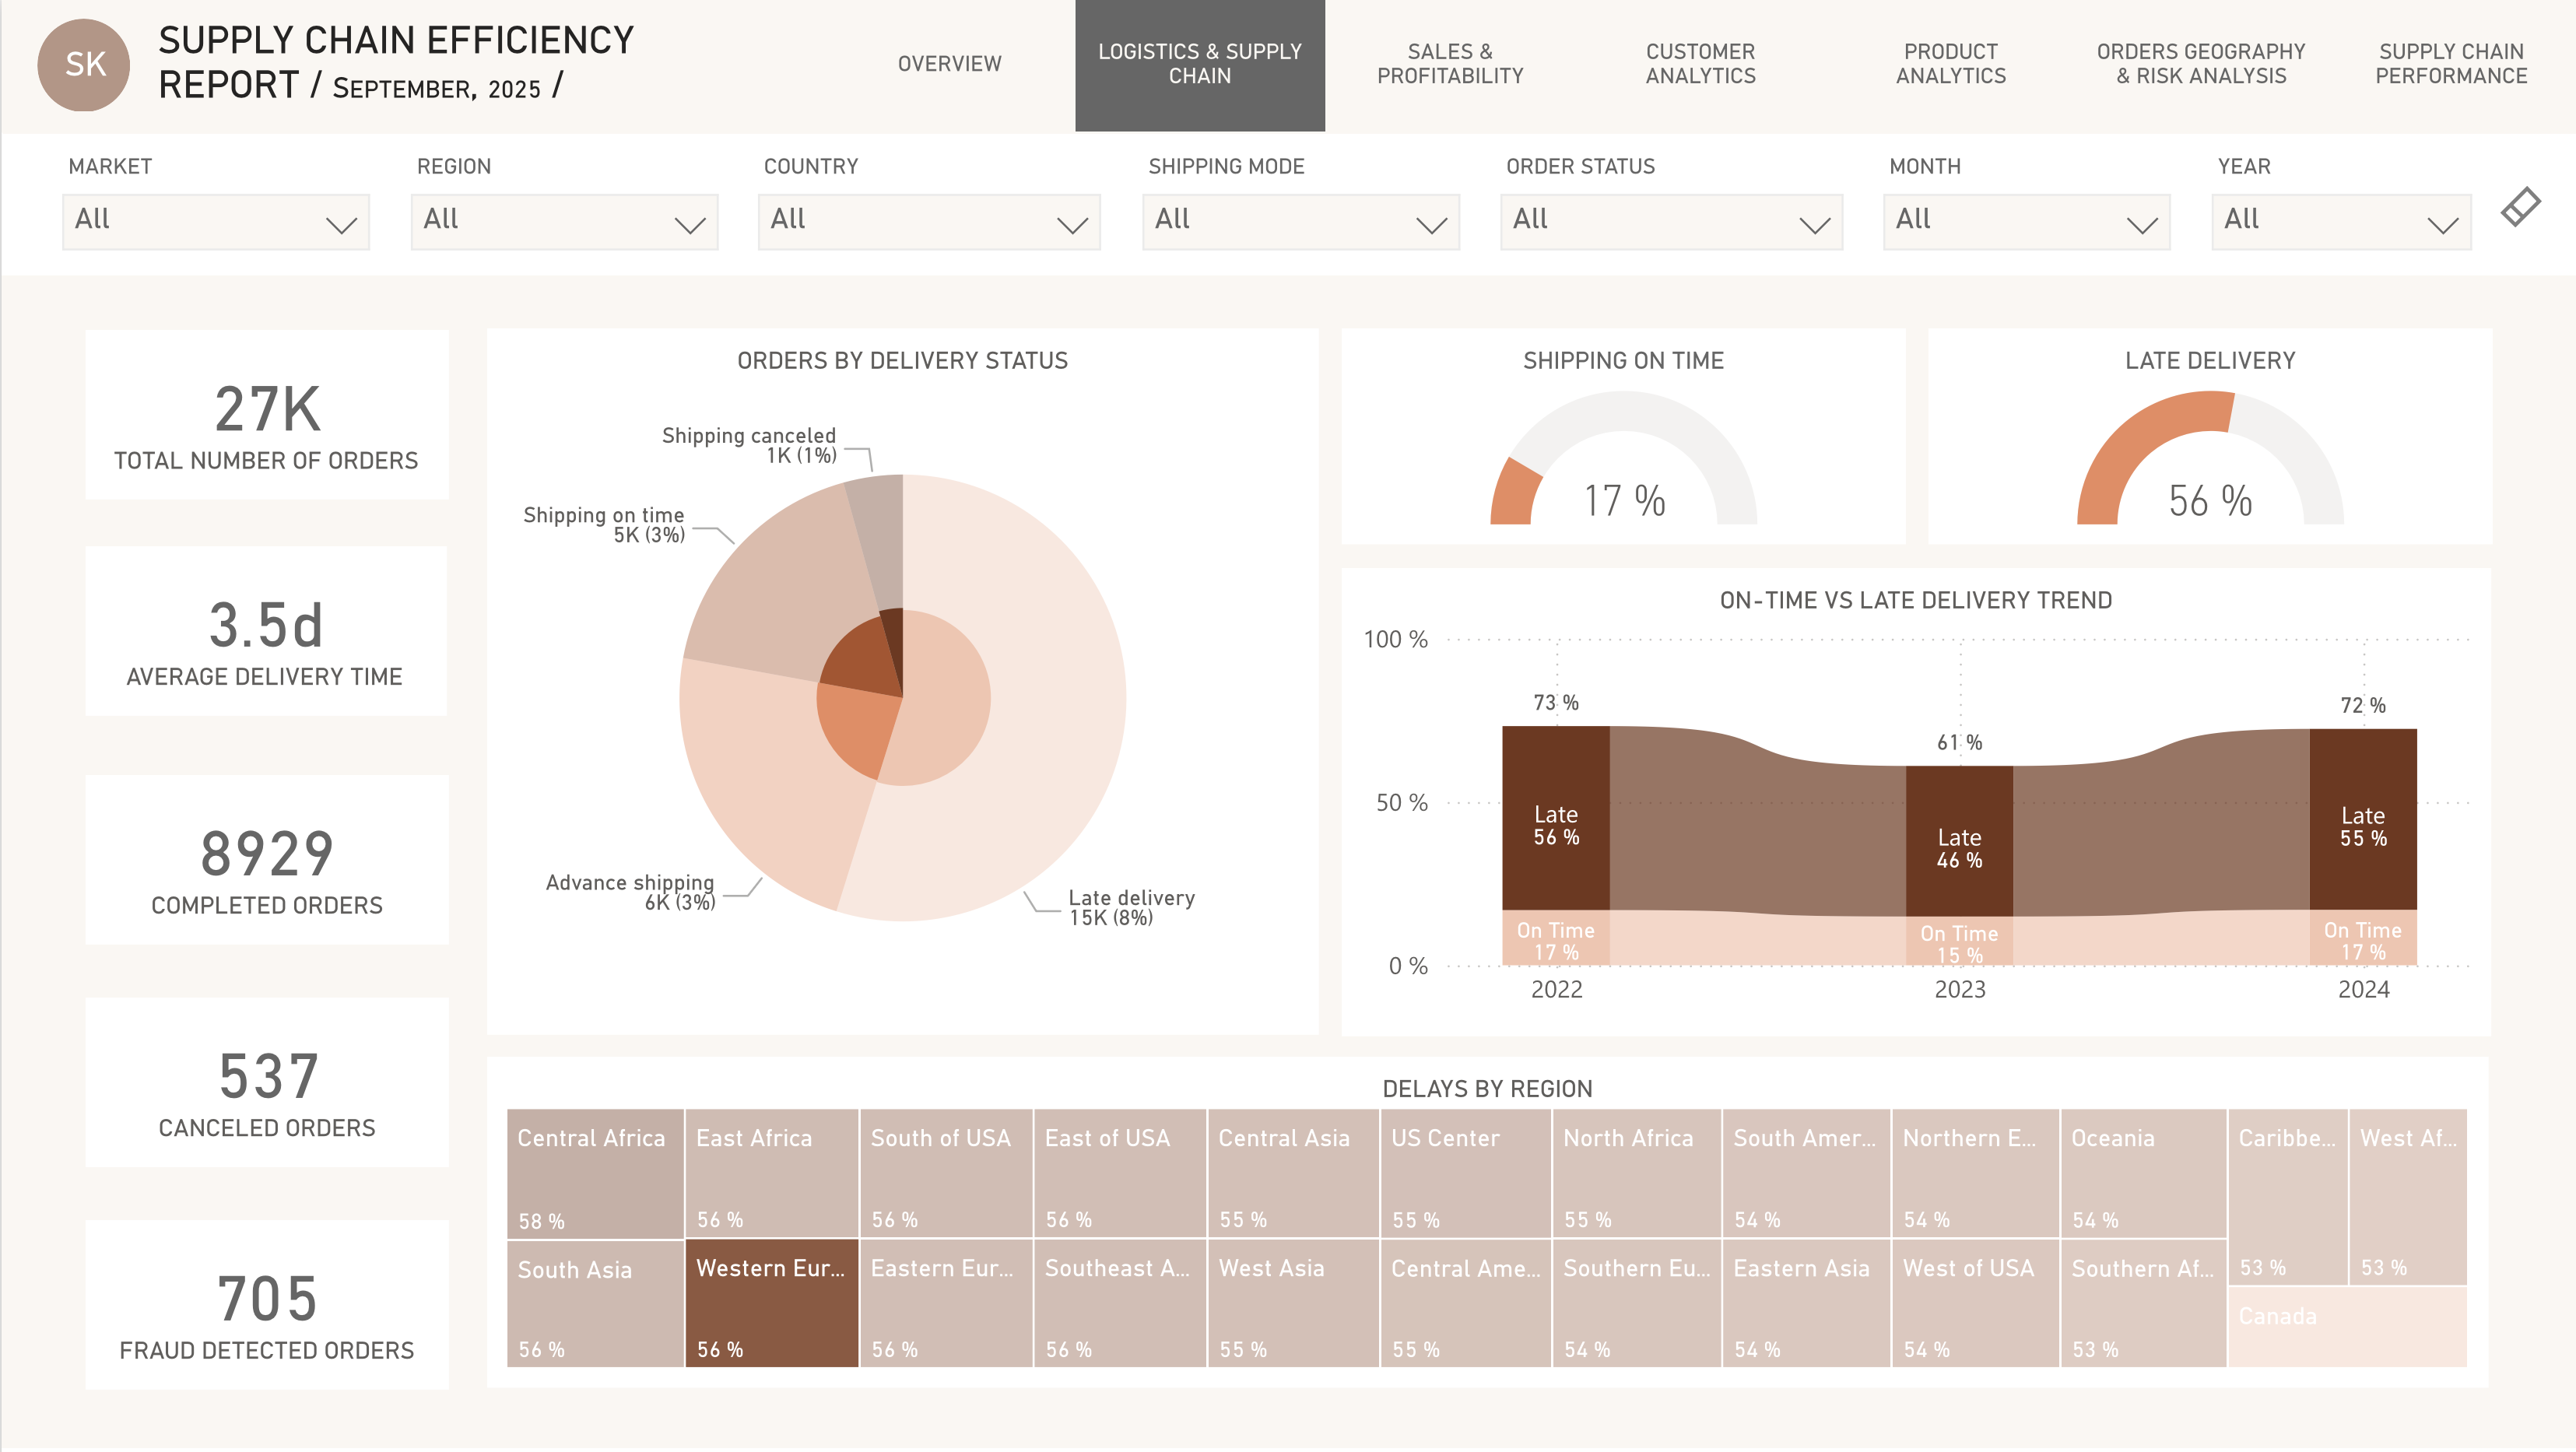 SK
SUPPLY CHAIN EFFICIENCY
REPORT / SEPTEMBER, 2025 /
OVERVIEW
LOGISTICS & SUPPLY
CHAIN
SALES &
PROFITABILITY
CUSTOMER
ANALYTICS
PRODUCT
ANALYTICS
ORDERS GEOGRAPHY
& RISK ANALYSIS
SUPPLY CHAIN
PERFORMANCE
MARKET
All
REGION
All
COUNTRY
All
SHIPPING MODE
All
ORDER STATUS
All
MONTH
All
YEAR
All
27K
TOTAL NUMBER OF ORDERS
3.5d
AVERAGE DELIVERY TIME
8929
COMPLETED ORDERS
537
CANCELED ORDERS
705
FRAUD DETECTED ORDERS
ORDERS BY DELIVERY STATUS
Shipping canceled
1K (1%)
Shipping on time
5K (3%)
Advance shipping
6K (3%)
Late delivery
15K (8%)
SHIPPING ON TIME
17 %
LATE DELIVERY
56 %
ON-TIME VS LATE DELIVERY TREND
100 %
50 %
0 %
73 %
Late
56 %
On Time
17 %
2022
61 %
Late
46 %
On Time
15 %
2023
72 %
Late
55 %
On Time
17 %
2024
DELAYS BY REGION
Central Africa
58 %
East Africa
56 %
South of USA
56 %
East of USA
56 %
Central Asia
55 %
US Center
55 %
North Africa
55 %
South Amer...
54 %
Northern E...
54 %
Oceania
54 %
Caribbe...
53 %
West Af...
53 %
South Asia
56 %
Western Eur...
56 %
Eastern Eur...
56 %
Southeast A...
56 %
West Asia
55 %
Central Ame...
55 %
Southern Eu...
54 %
Eastern Asia
54 %
West of USA
54 %
Southern Af...
53 %
Canada